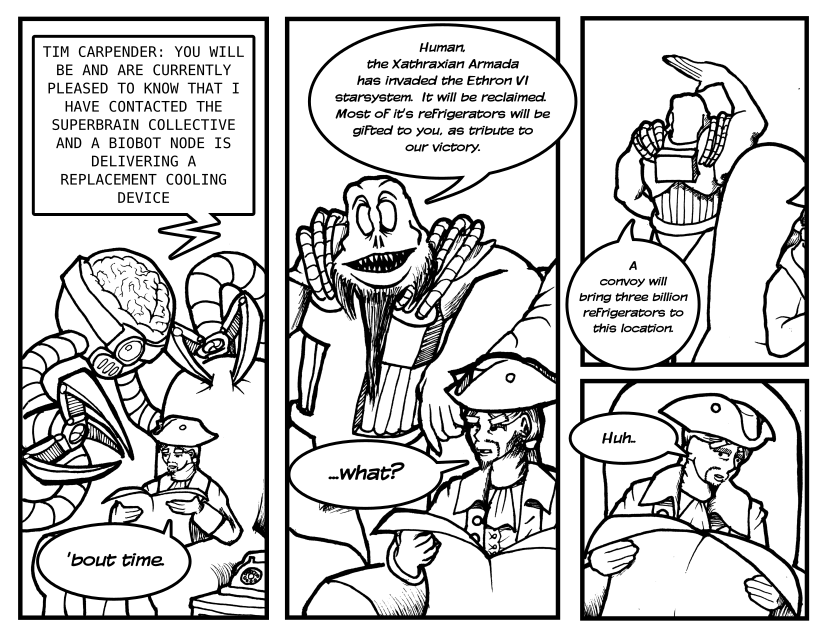 TIM CARPENDER: YOU WILL
BE AND ARE CURRENTLY
PLEASED TO KNOW THAT I
HAVE CONTACTED THE
SUPERBRAIN COLLECTIVE
AND A BIOBOT NODE IS
DELIVERING A
REPLACEMENT COOLING
DEVICE
'bout time.
Human,
the Xathraxian Armada
has invaded the Ethron VI
starsystem. It will be reclaimed.
Most of it's refrigerators will be
gifted to you, as tribute to
our victory.
...what?
A
convoy will
bring three billion
refrigerators to
this location.
Huh..